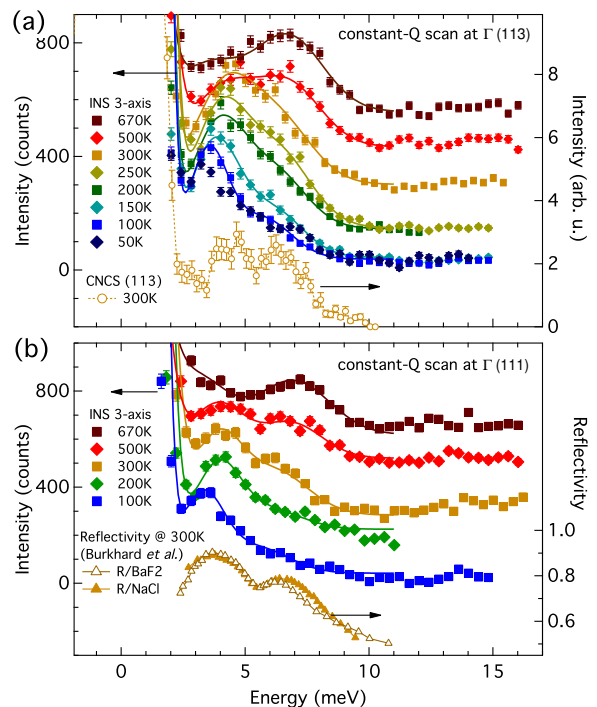 (a)
constant-Q scan at Γ (113)
800
400
0
Intensity (counts)
INS 3-axis
670K
500K
300K
250K
200K
150K
100K
50K
CNCS (113)
300K
8
6
4
2
0
Intensity (arb. u.)
(b)
constant-Q scan at Γ (111)
800
400
0
Intensity (counts)
INS 3-axis
670K
500K
300K
200K
100K
Reflectivity @ 300K
(Burkhard et al.)
R/BaF2
R/NaCl
1.0
0.8
0.6
Reflectivity
0
5
10
15
Energy (meV)